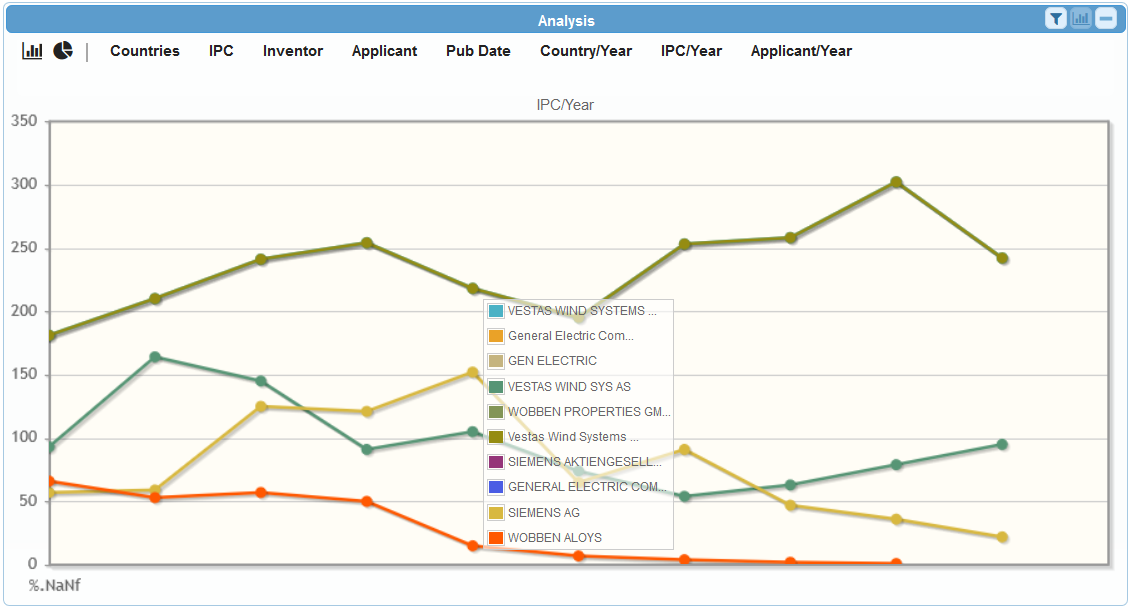 Analysis
Countries IPC Inventor Applicant Pub Date Country/Year IPC/Year Applicant/Year
IPC/Year
350
300
250
200
150
100
50
0
%.NaNf
VESTAS WIND SYSTEMS ...
General Electric Com...
GEN ELECTRIC
VESTAS WIND SYS AS
WOBBEN PROPERTIES GM...
Vestas Wind Systems ...
SIEMENS AKTIENGESELL...
GENERAL ELECTRIC COM...
SIEMENS AG
WOBBEN ALOYS